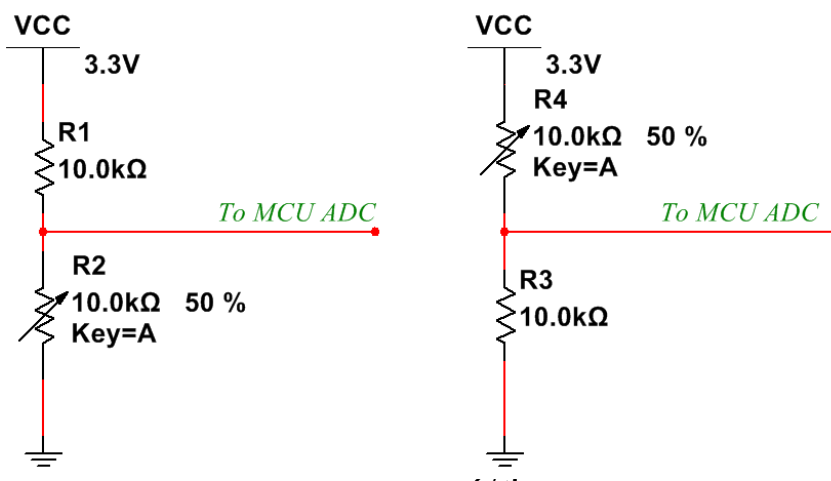 VCC
3.3V
R1
10.0kΩ
To MCU ADC
R2
10.0kΩ 50 %
Key=A
VCC
3.3V
R4
10.0kΩ 50 %
Key=A
To MCU ADC
R3
10.0kΩ